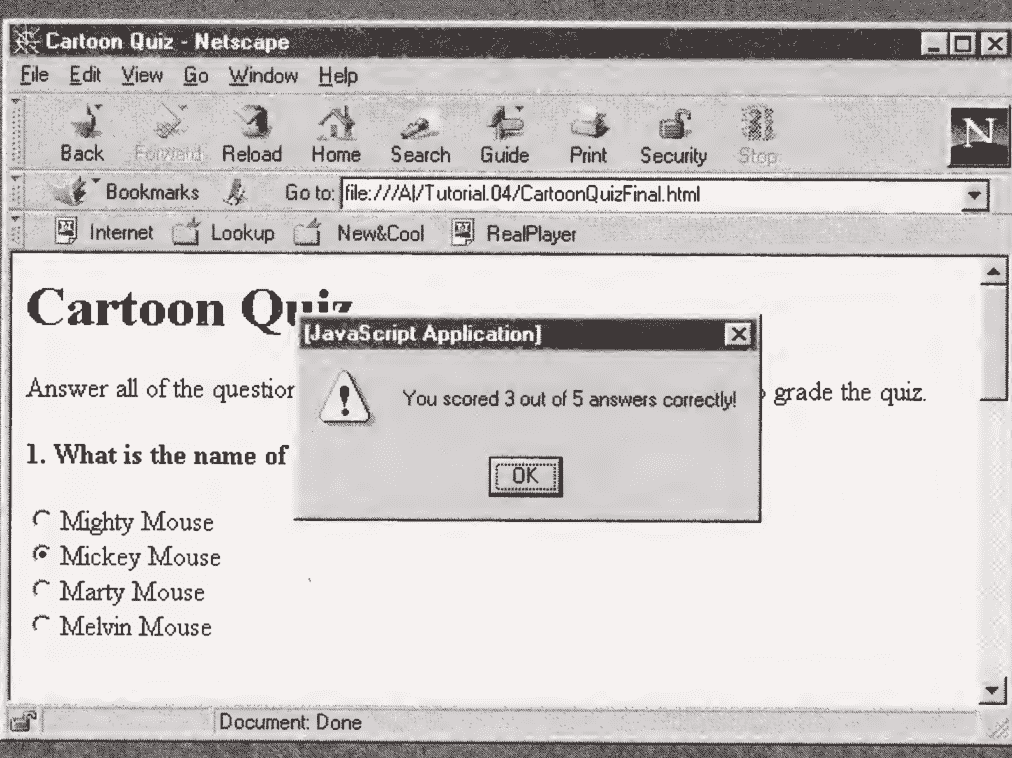 Cartoon Quiz - Netscape
File Edit View Go Window Help
Back Forward Reload Home Search Guide Print Security Stop
N
Bookmarks Go to: file:///A|/Tutorial.04/CartoonQuizFinal.html
Internet Lookup New&Cool RealPlayer
Cartoon Quiz
[JavaScript Application]
Answer all of the question
You scored 3 out of 5 answers correctly!
grade the quiz.
1. What is the name of
OK
Mighty Mouse
Mickey Mouse
Marty Mouse
Melvin Mouse
Document: Done